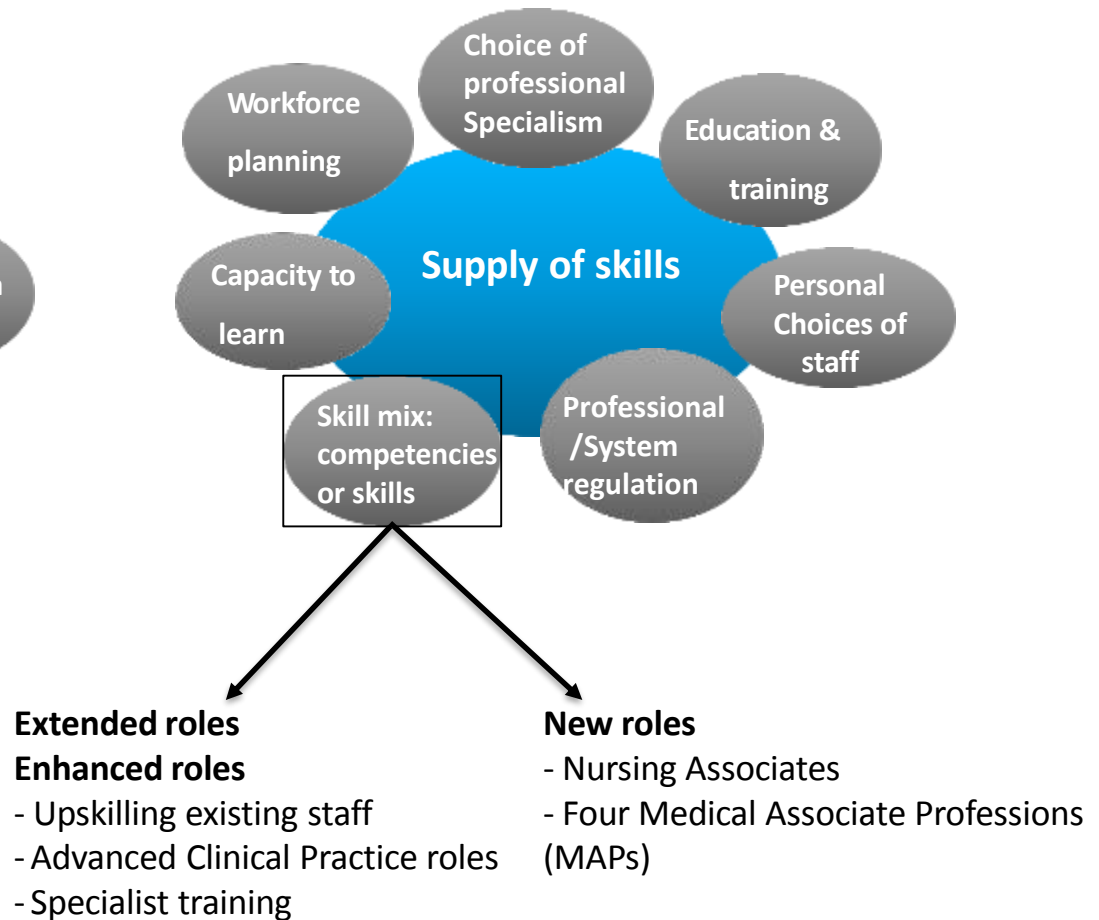 Choice of
professional
Specialism
Workforce
planning
Education &
training
Supply of skills
Capacity to
learn
Personal
Choices of
staff
Skill mix:
competencies
or skills
Professional
/System
regulation
Extended roles
Enhanced roles
- Upskilling existing staff
- Advanced Clinical Practice roles
- Specialist training
New roles
- Nursing Associates
- Four Medical Associate Professions
(MAPs)